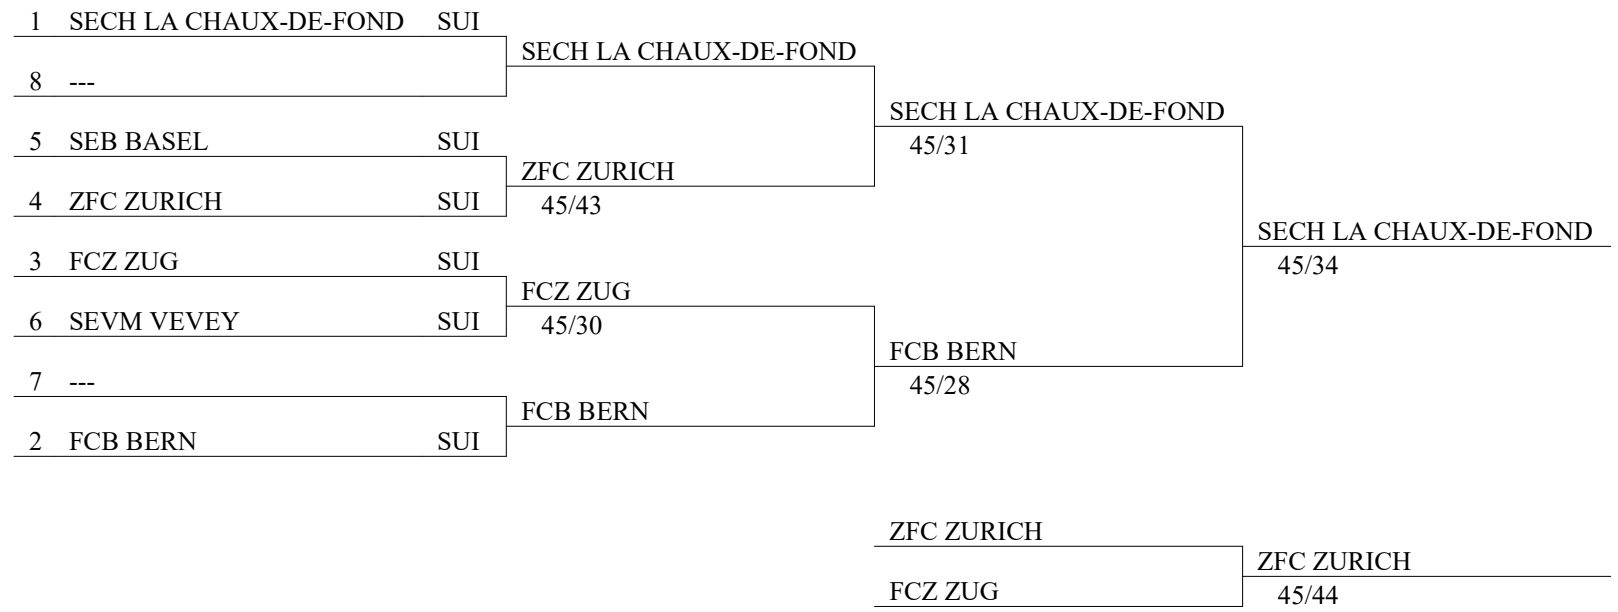 1 SECH LA CHAUX-DE-FOND SUI
SECH LA CHAUX-DE-FOND
8 ---
SECH LA CHAUX-DE-FOND
5 SEB BASEL SUI
45/31
ZFC ZURICH
4 ZFC ZURICH SUI
45/43
SECH LA CHAUX-DE-FOND
3 FCZ ZUG SUI
45/34
FCZ ZUG
6 SEVM VEVEY SUI
45/30
FCB BERN
7 ---
45/28
FCB BERN
2 FCB BERN SUI
ZFC ZURICH
ZFC ZURICH
FCZ ZUG
45/44